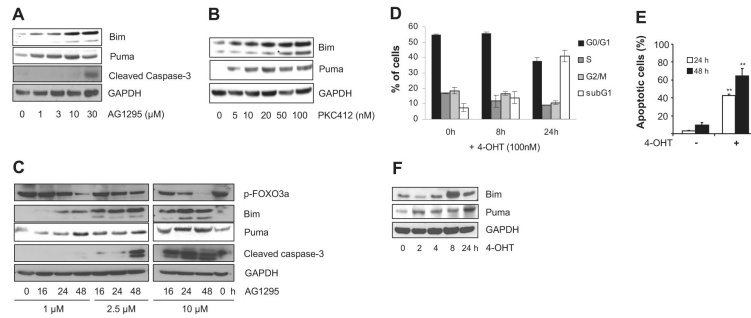 A
Bim
Puma
Cleaved Caspase-3
GAPDH
0 1 3 10 30 AG1295 (µM)
B
Bim
Puma
GAPDH
0 5 10 20 50 100 PKC412 (nM)
C
p-FOXO3a
Bim
Puma
Cleaved caspase-3
GAPDH
0 16 24 48 16 24 48 16 24 48 0 h AG1295
1 µM 2.5 µM 10 µM
D
% of cells
60
50
40
30
20
10
0
G0/G1
S
G2/M
subG1
0h 8h 24h
+ 4-OHT (100nM)
E
Apoptotic cells (%)
100
80
60
40
20
0
24 h
48 h
**
**
4-OHT - +
F
Bim
Puma
GAPDH
0 2 4 8 24 h 4-OHT